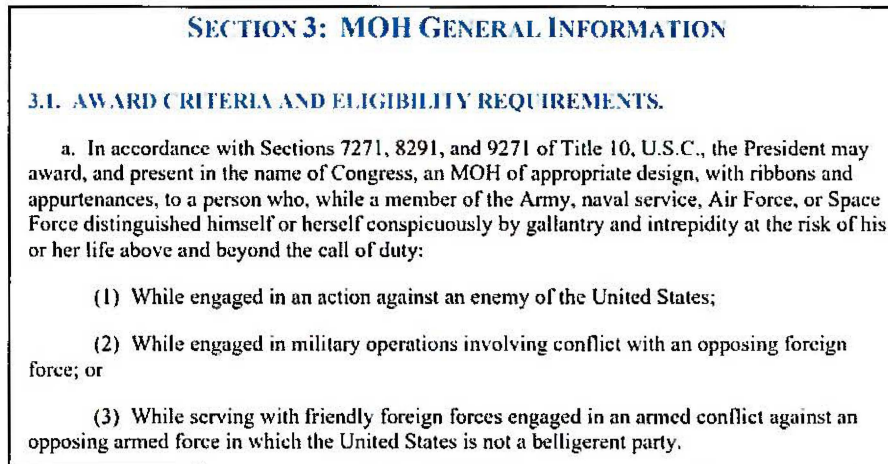 SECTION 3: MOH GENERAL INFORMATION
3.1. AWARD CRITERIA AND ELIGIBILITY REQUIREMENTS.
a. In accordance with Sections 7271, 8291, and 9271 of Title 10, U.S.C., the President may
award, and present in the name of Congress, an MOH of appropriate design, with ribbons and
appurtenances, to a person who, while a member of the Army, naval service, Air Force, or Space
Force distinguished himself or herself conspicuously by gallantry and intrepidity at the risk of his
or her life above and beyond the call of duty:
(1) While engaged in an action against an enemy of the United States;
(2) While engaged in military operations involving conflict with an opposing foreign
force; or
(3) While serving with friendly foreign forces engaged in an armed conflict against an
opposing armed force in which the United States is not a belligerent party.